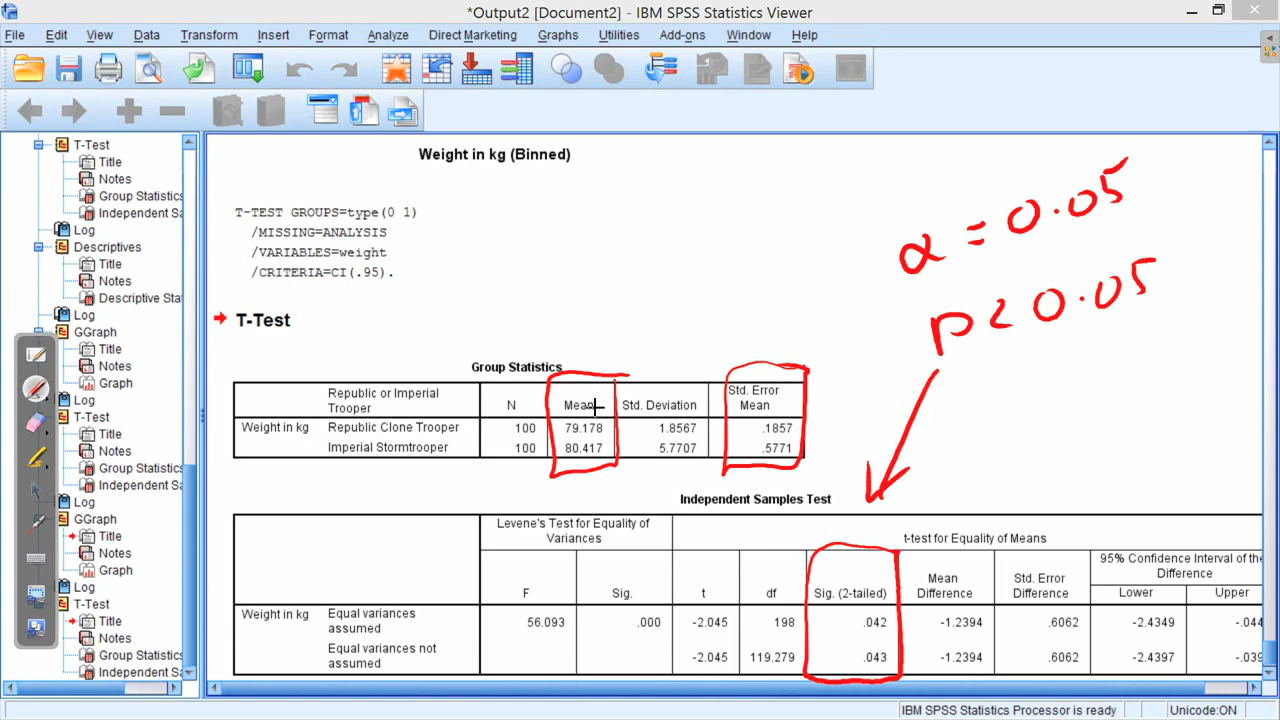 *Output2 [Document2] - IBM SPSS Statistics Viewer
File Edit View Data Transform Insert Format Analyze Direct Marketing Graphs Utilities Add-ons Window Help
T-Test
Title
Notes
Group Statistics
Independent Sa
Log
Descriptives
Title
Notes
Descriptive Sta
Log
GGraph
Title
Notes
Graph
Log
T-Test
Title
Notes
Group Statistics
Independent Sa
Log
GGraph
Title
Notes
Graph
Log
T-Test
Title
Notes
Group Statistics
Independent Sa
Weight in kg (Binned)
T-TEST GROUPS=type(0 1)
/MISSING=ANALYSIS
/VARIABLES=weight
/CRITERIA=CI(.95).
α = 0.05
p < 0.05
T-Test
Group Statistics
Republic or Imperial Trooper N Mean Std. Deviation Std. Error Mean
Weight in kg Republic Clone Trooper 100 79.178 1.8567 .1857
Imperial Stormtrooper 100 80.417 5.7707 .5771
Independent Samples Test
Levene's Test for Equality of Variances t-test for Equality of Means
95% Confidence Interval of the Difference
F Sig. t df Sig. (2-tailed) Mean Difference Std. Error Difference Lower Upper
Weight in kg Equal variances assumed 56.093 .000 -2.045 198 .042 -1.2394 .6062 -2.4349 -.044
Equal variances not assumed -2.045 119.279 .043 -1.2394 .6062 -2.4397 -.039
IBM SPSS Statistics Processor is ready Unicode:ON